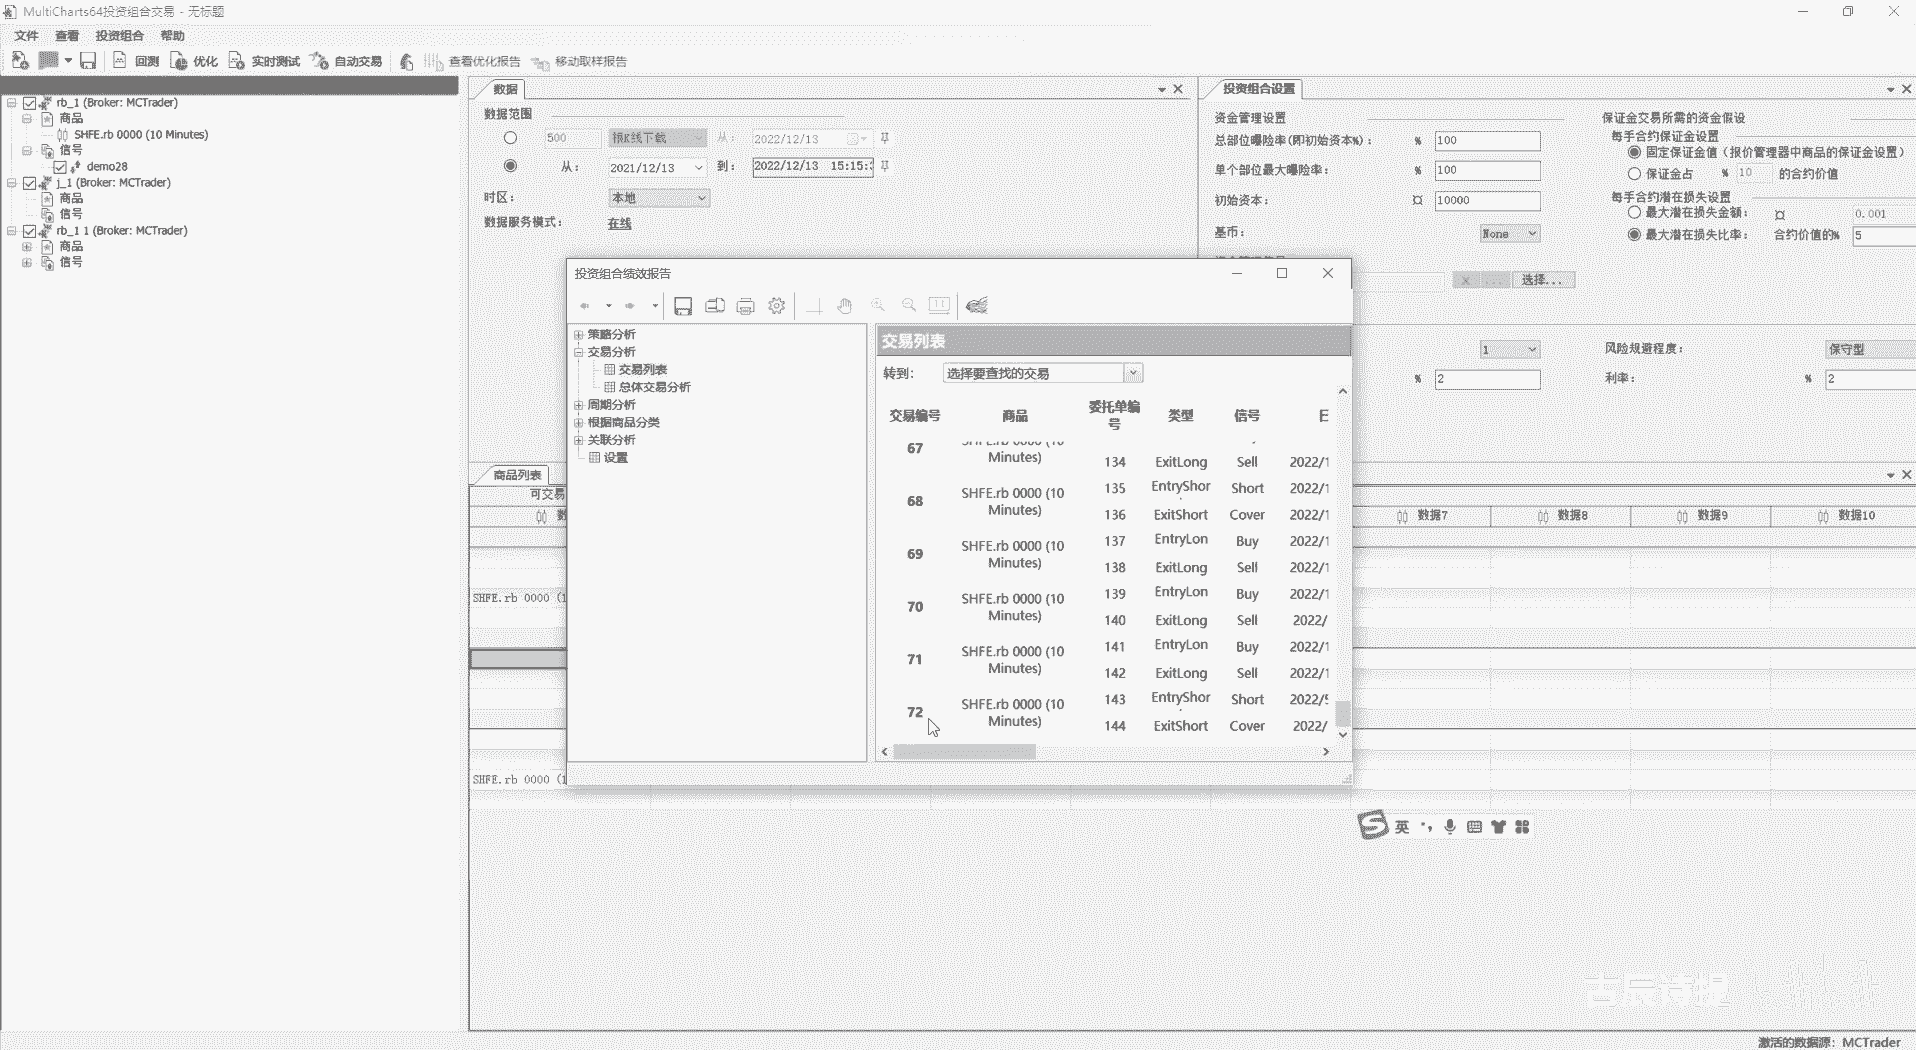 MultiCharts64投资组合交易 - 无标题
文件 查看 投资组合 帮助
回测 优化 实时测试 自动交易 查看优化报告 移动取样报告
rb_1 (Broker: MCTrader)
商品
SHFE.rb 0000 (10 Minutes)
信号
demo28
j_1 (Broker: MCTrader)
商品
信号
rb_1 1 (Broker: MCTrader)
商品
信号
数据
数据范围
500 根K线下载 从: 2022/12/13
从: 2021/12/13 到: 2022/12/13 15:15:
时区: 本地
数据服务模式: 在线
投资组合设置
资金管理设置
总部位曝险率(即初始资本%): % 100
单个部位最大曝险率: % 100
初始资本: ¤ 10000
基币: None
x ... 选择...
1
% 2
保证金交易所需的资金假设
每手合约保证金设置
固定保证金值 (报价管理器中商品的保证金设置)
保证金占 % 10 的合约价值
每手合约潜在损失设置
最大潜在损失金额: ¤ 0.001
最大潜在损失比率: 合约价值的% 5
风险规避程度: 保守型
利率: % 2
投资组合绩效报告
策略分析
交易分析
交易列表
总体交易分析
周期分析
根据商品分类
关联分析
设置
交易列表
转到: 选择要查找的交易
交易编号 商品 委托单编号 类型 信号
67 Minutes) 134 ExitLong Sell 2022/1
68 SHFE.rb 0000 (10 Minutes) 135 EntryShor Short 2022/1
136 ExitShort Cover 2022/1
69 SHFE.rb 0000 (10 Minutes) 137 EntryLon Buy 2022/1
138 ExitLong Sell 2022/1
70 SHFE.rb 0000 (10 Minutes) 139 EntryLon Buy 2022/1
140 ExitLong Sell 2022/
71 SHFE.rb 0000 (10 Minutes) 141 EntryLon Buy 2022/1
142 ExitLong Sell 2022/1
72 SHFE.rb 0000 (10 Minutes) 143 EntryShor Short 2022/
144 ExitShort Cover 2022/
商品列表
可交易
数据7 数据8 数据9 数据10
SHFE.rb 0000 (1
SHFE.rb 0000 (1
英
激活的数据源: MCTrader